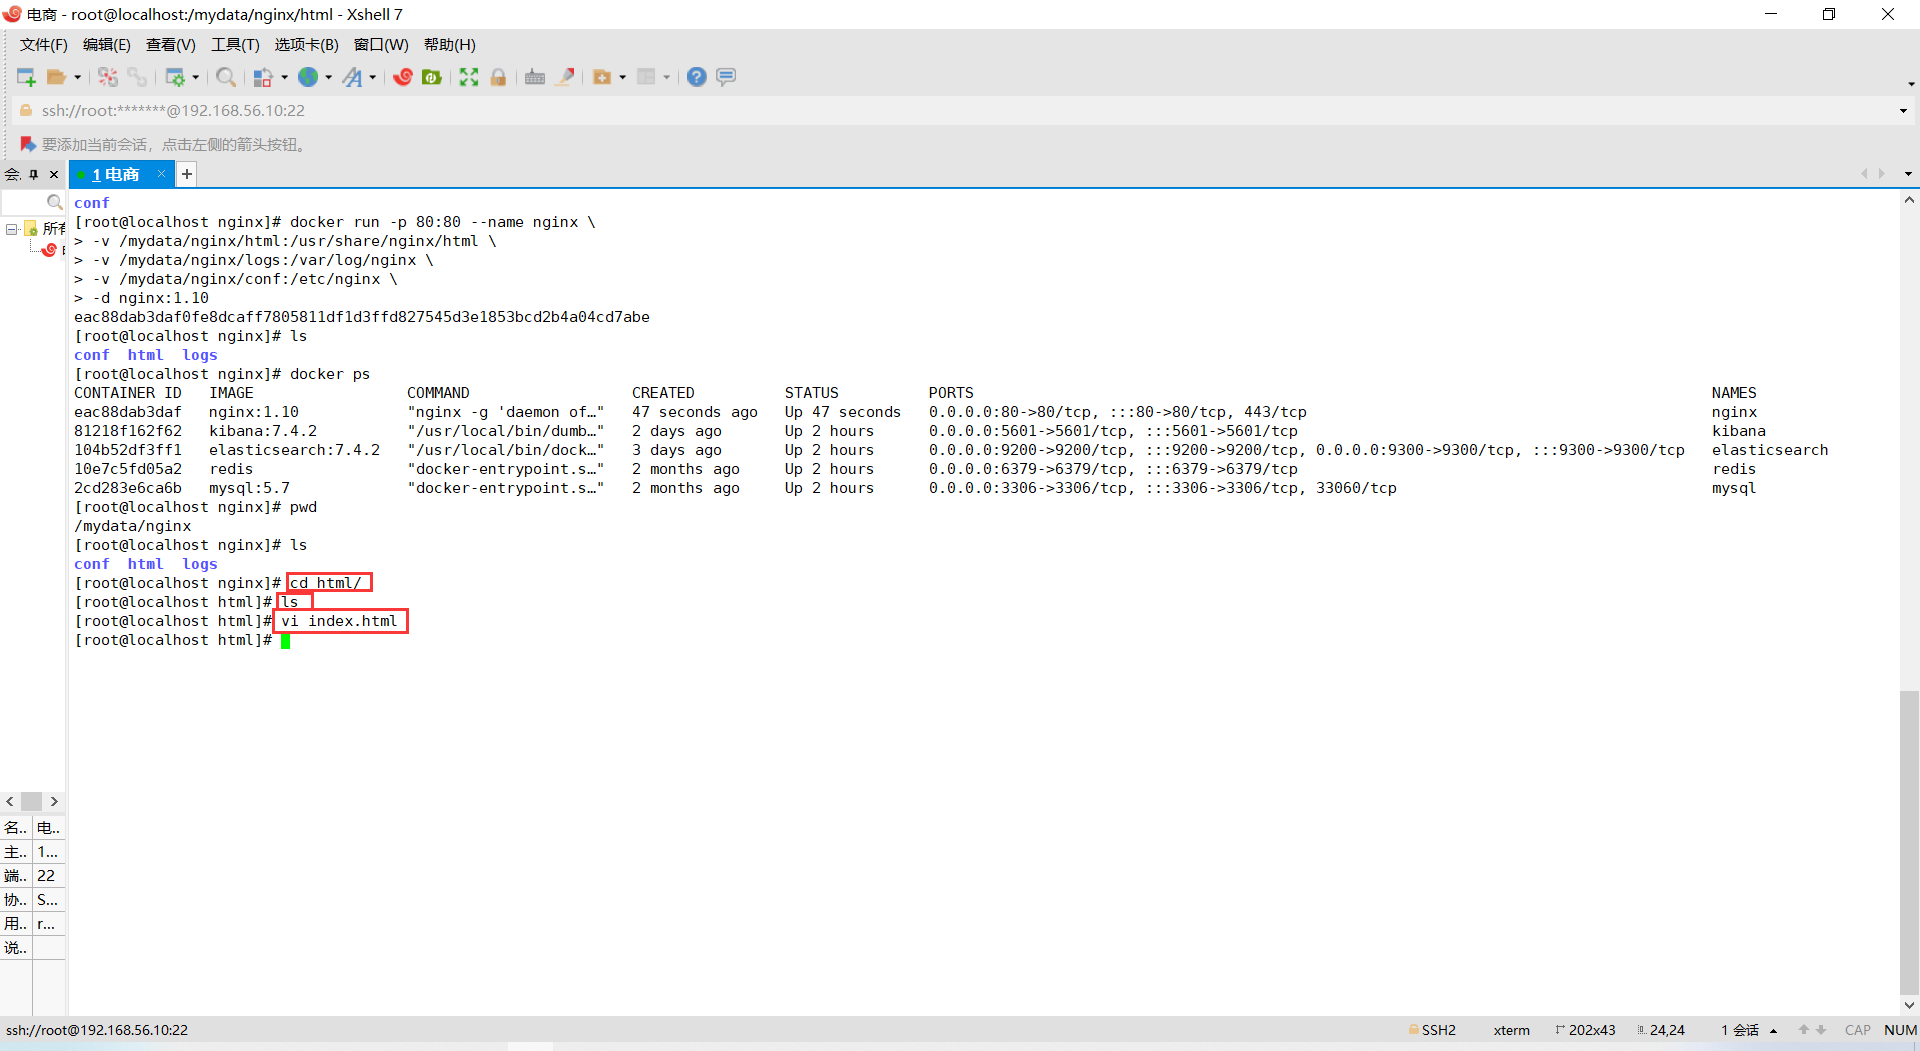 电商 - root@localhost:/mydata/nginx/html - Xshell 7
文件(F) 编辑(E) 查看(V) 工具(T) 选项卡(B) 窗口(W) 帮助(H)
ssh://root:*******@192.168.56.10:22
要添加当前会话，点击左侧的箭头按钮。
会.
1 电商
所有
conf
[root@localhost nginx]# docker run -p 80:80 --name nginx \
> -v /mydata/nginx/html:/usr/share/nginx/html \
> -v /mydata/nginx/logs:/var/log/nginx \
> -v /mydata/nginx/conf:/etc/nginx \
> -d nginx:1.10
eac88dab3daf0fe8dcaff7805811df1d3ffd827545d3e1853bcd2b4a04cd7abe
[root@localhost nginx]# ls
conf html logs
[root@localhost nginx]# docker ps
CONTAINER ID IMAGE COMMAND CREATED STATUS PORTS NAMES
eac88dab3daf nginx:1.10 "nginx -g 'daemon of…" 47 seconds ago Up 47 seconds 0.0.0.0:80->80/tcp, :::80->80/tcp, 443/tcp nginx
81218f162f62 kibana:7.4.2 "/usr/local/bin/dumb…" 2 days ago Up 2 hours 0.0.0.0:5601->5601/tcp, :::5601->5601/tcp kibana
104b52df3ff1 elasticsearch:7.4.2 "/usr/local/bin/dock…" 3 days ago Up 2 hours 0.0.0.0:9200->9200/tcp, :::9200->9200/tcp, 0.0.0.0:9300->9300/tcp, :::9300->9300/tcp elasticsearch
10e7c5fd05a2 redis "docker-entrypoint.s…" 2 months ago Up 2 hours 0.0.0.0:6379->6379/tcp, :::6379->6379/tcp redis
2cd283e6ca6b mysql:5.7 "docker-entrypoint.s…" 2 months ago Up 2 hours 0.0.0.0:3306->3306/tcp, :::3306->3306/tcp, 33060/tcp mysql
[root@localhost nginx]# pwd
/mydata/nginx
[root@localhost nginx]# ls
conf html logs
[root@localhost nginx]# cd html/
[root@localhost html]# ls
[root@localhost html]# vi index.html
[root@localhost html]#
名.. 电..
主.. 1...
端.. 22
协.. S...
用.. r...
说..
ssh://root@192.168.56.10:22 SSH2 xterm 202x43 24,24 1 会话 CAP NUM